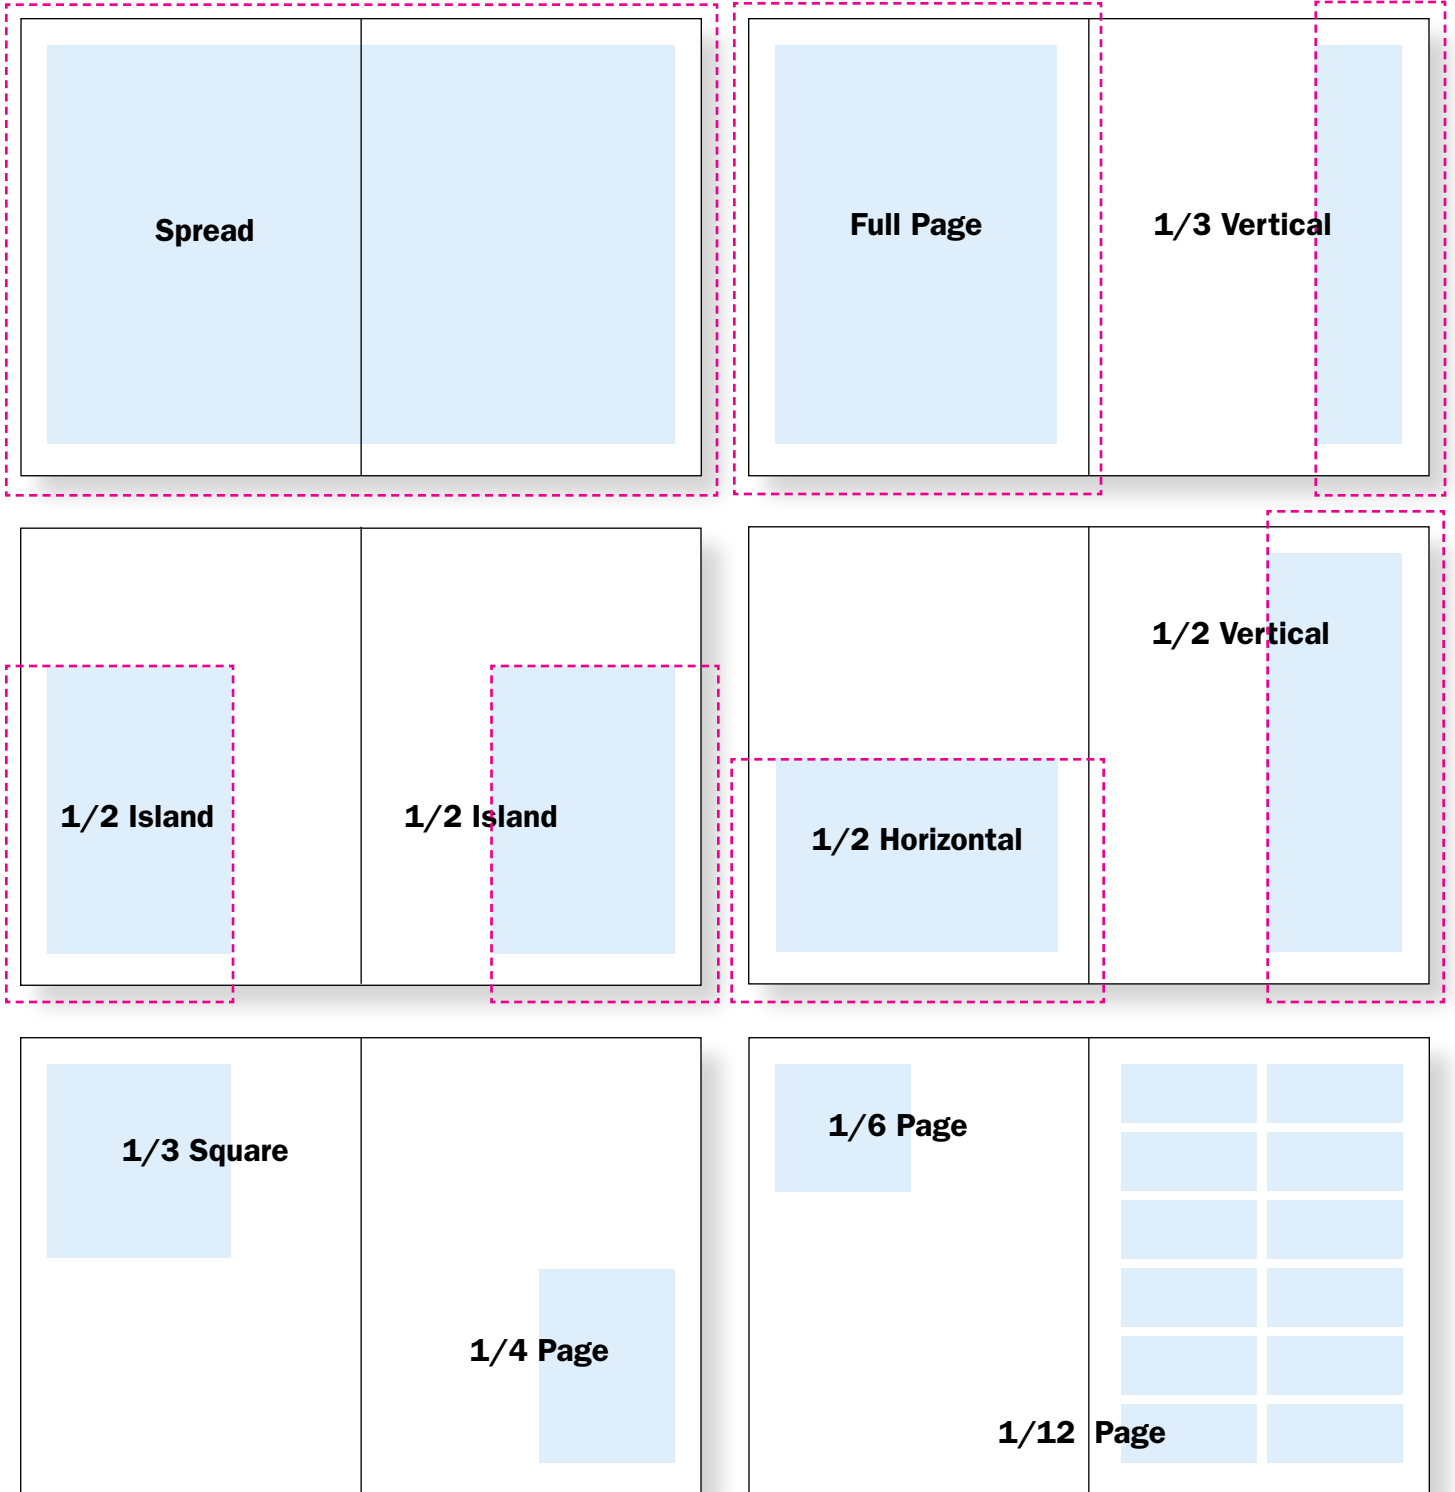 Spread
Full Page
1/3 Vertical
1/2 Island
1/2 Island
1/2 Horizontal
1/2 Vertical
1/3 Square
1/4 Page
1/6 Page
1/12 Page